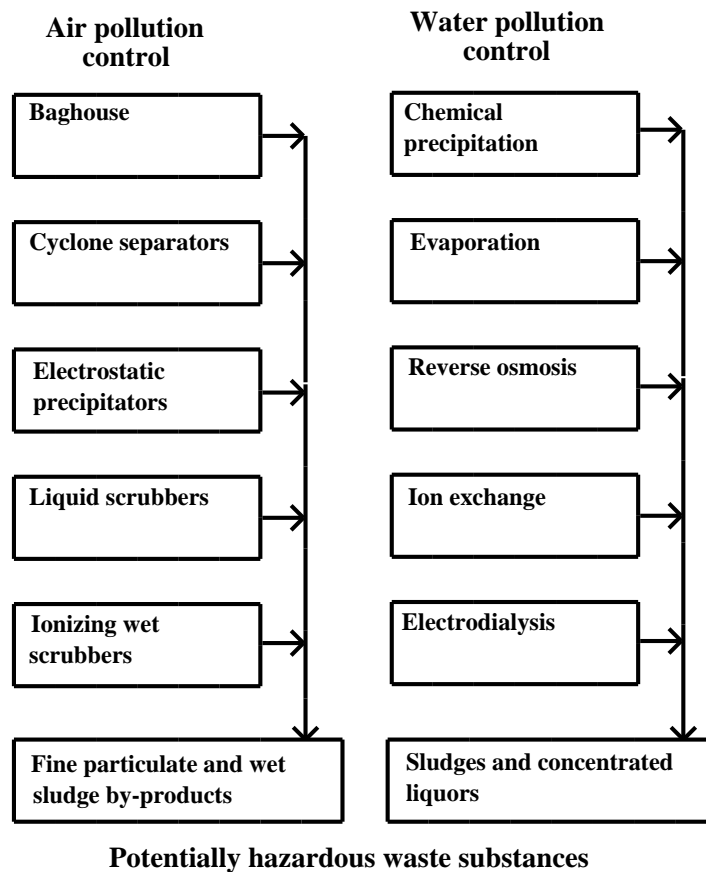 Air pollution
control
Baghouse
Cyclone separators
Electrostatic
precipitators
Liquid scrubbers
Ionizing wet
scrubbers
Fine particulate and wet
sludge by-products
Water pollution
control
Chemical
precipitation
Evaporation
Reverse osmosis
Ion exchange
Electrodialysis
Sludges and concentrated
liquors
Potentially hazardous waste substances